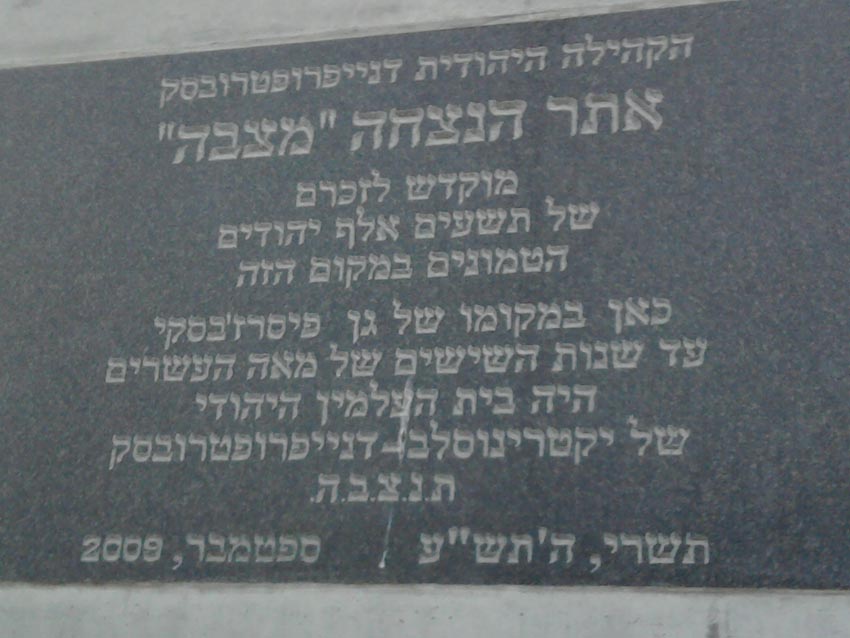 הקהילה היהודית דנייפרופטרובסק
אתר הנצחה "מצבה"
מוקדש לזכרם
של תשעים אלף יהודים
הטמונים במקום הזה
כאן במקומו של גן פיסרז'בסקי
עד שנות השישים של מאה העשרים
היה בית העלמין היהודי
של יקטרינוסלב-דנייפרופטרובסק
ת.נ.צ.ב.ה.
תשרי, ה'תש"ע ספטמבר, 2009